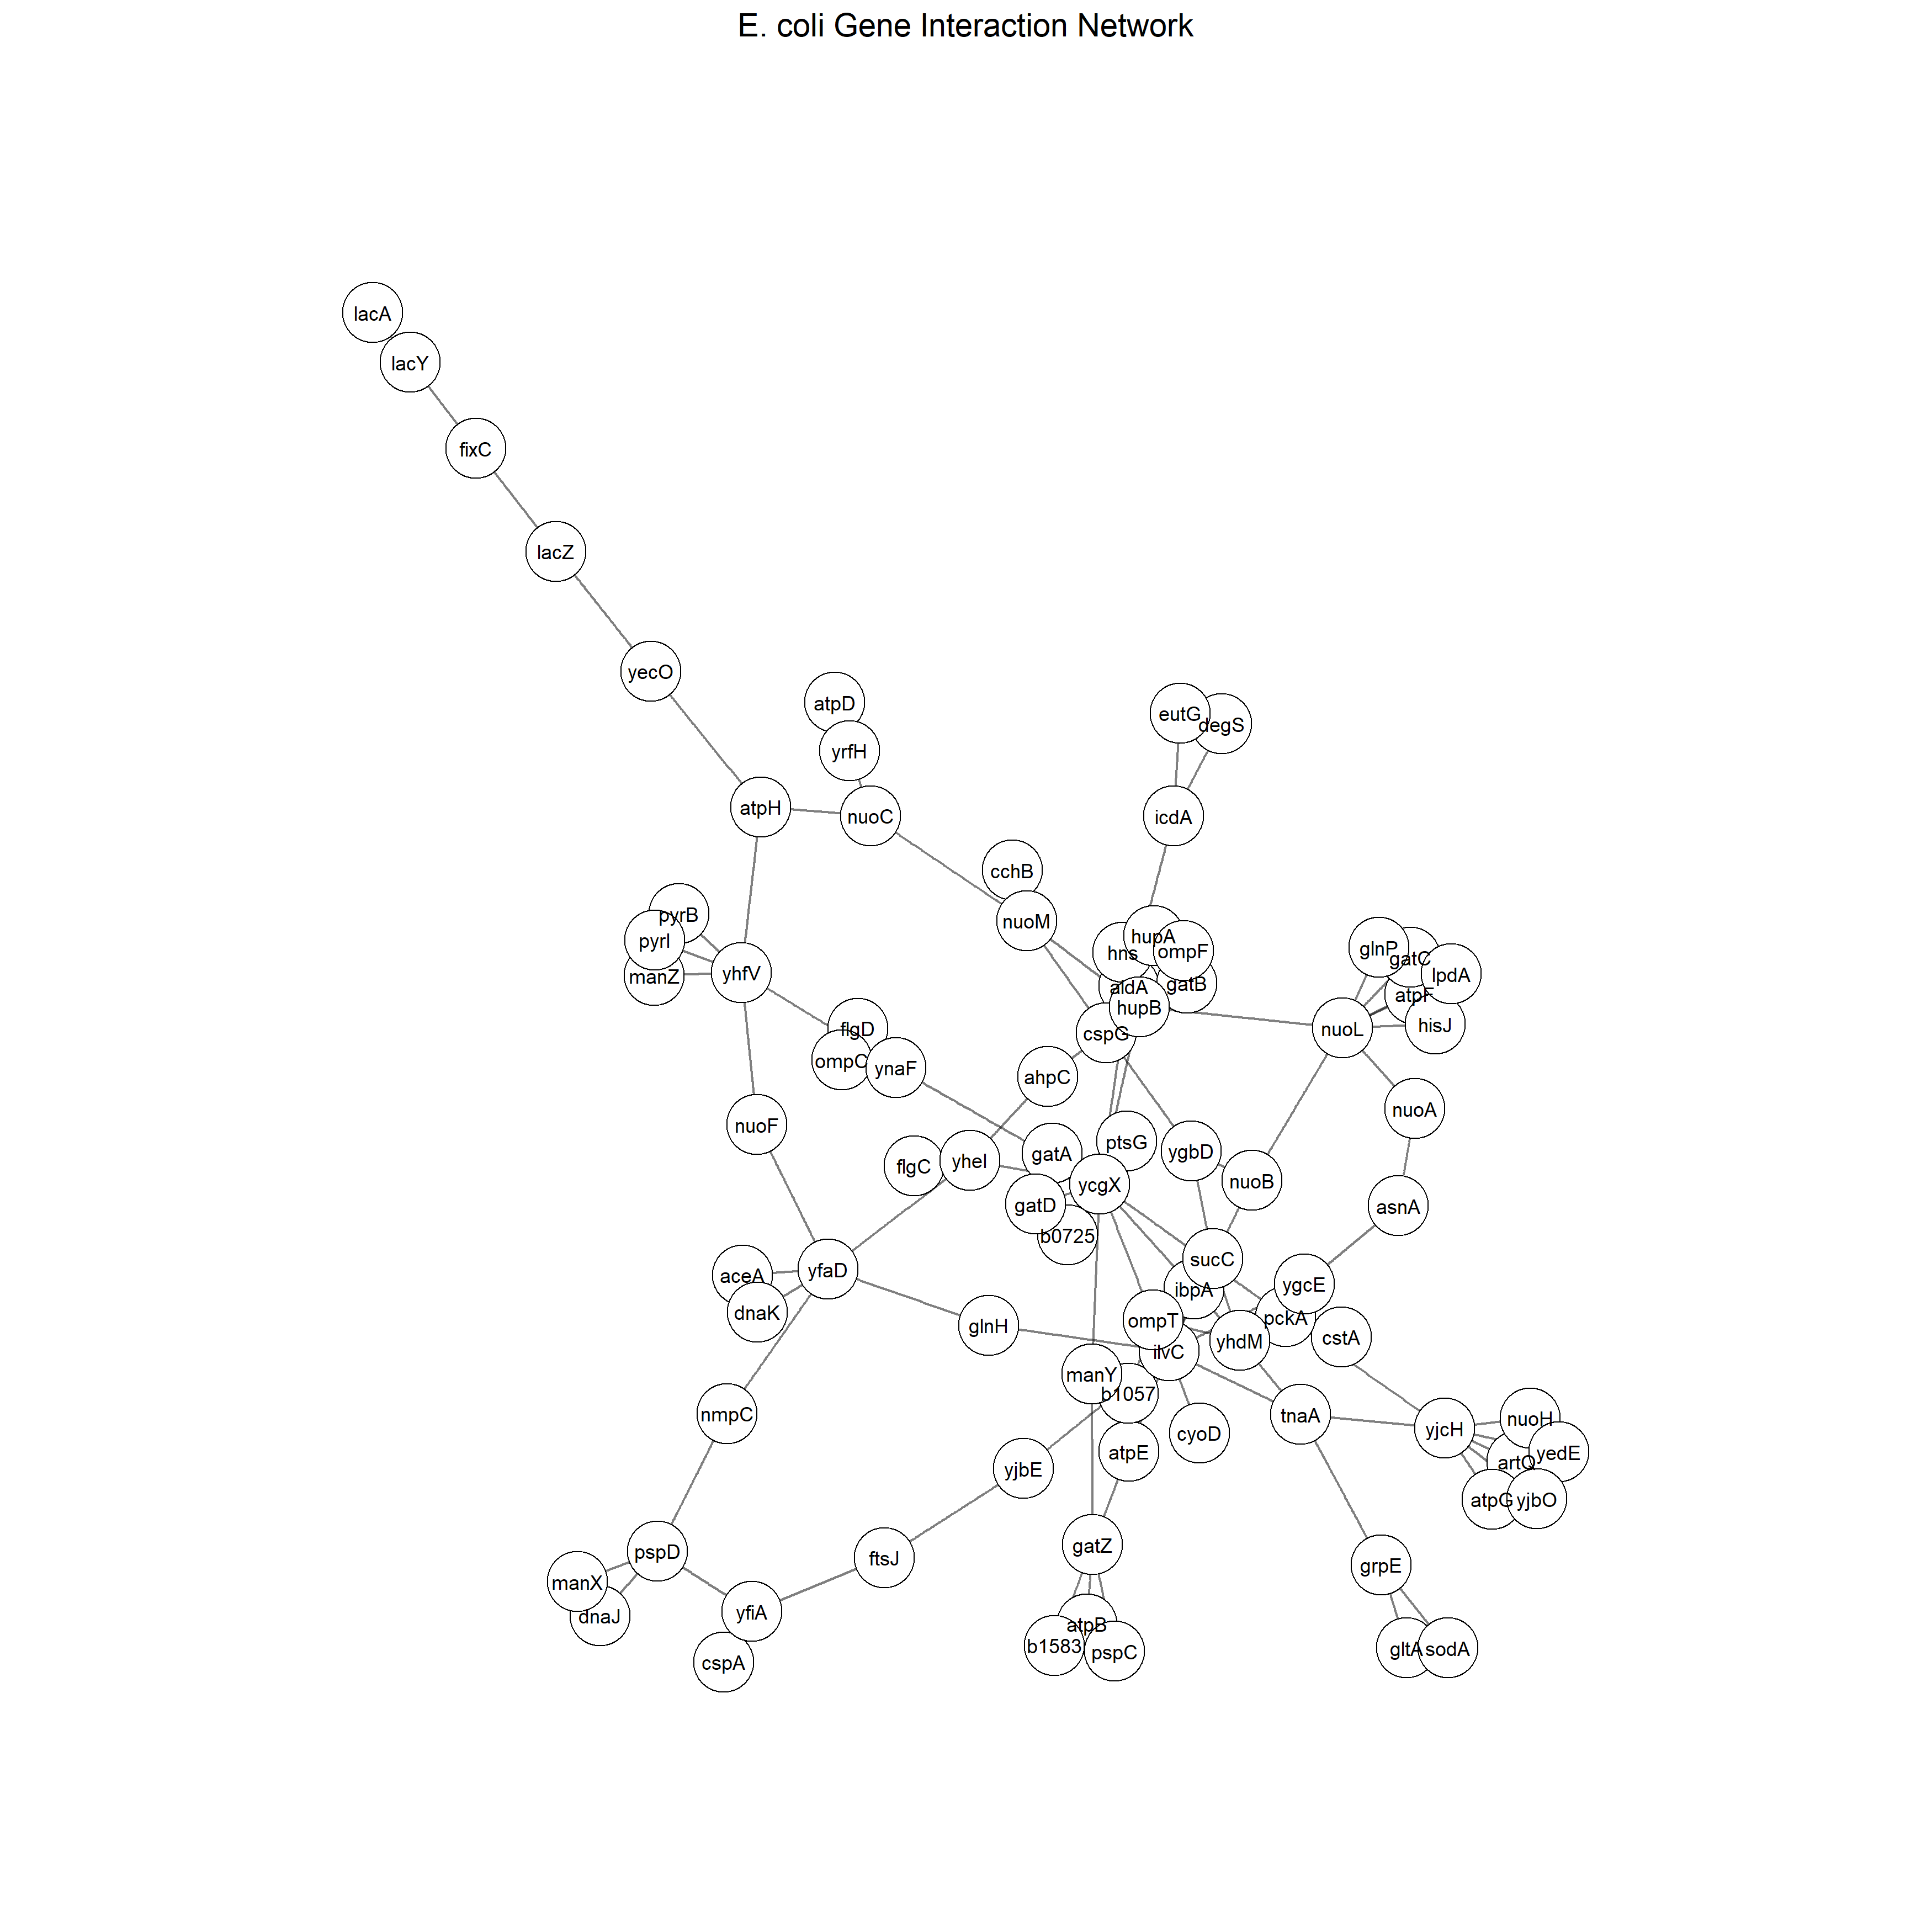 E. coli Gene Interaction Network
lacA
lacY
fixC
lacZ
yecO
atpD
eutG
degS
yrfH
atpH
nuoC
icdA
cchB
pyrB
nuoM
hupA
pyrI
hns
ompF
glnP
gatC
manZ
yhfV
aldA
gatB
lpdA
atpF
hupB
flgD
cspG
nuoL
hisJ
ompC
ynaF
ahpC
nuoA
nuoF
ptsG
ygbD
gatA
flgC
yheI
nuoB
ycgX
gatD
asnA
b0725
sucC
aceA
yfaD
ibpA
ygcE
dnaK
glnH
ompT
pckA
yhdM
cstA
ilvC
manY
b1057
nmpC
tnaA
yjcH
nuoH
cyoD
atpE
yedE
artQ
yjbE
atpG
yjbO
pspD
ftsJ
gatZ
grpE
manX
dnaJ
yfiA
atpB
b1583
pspC
gltA
sodA
cspA